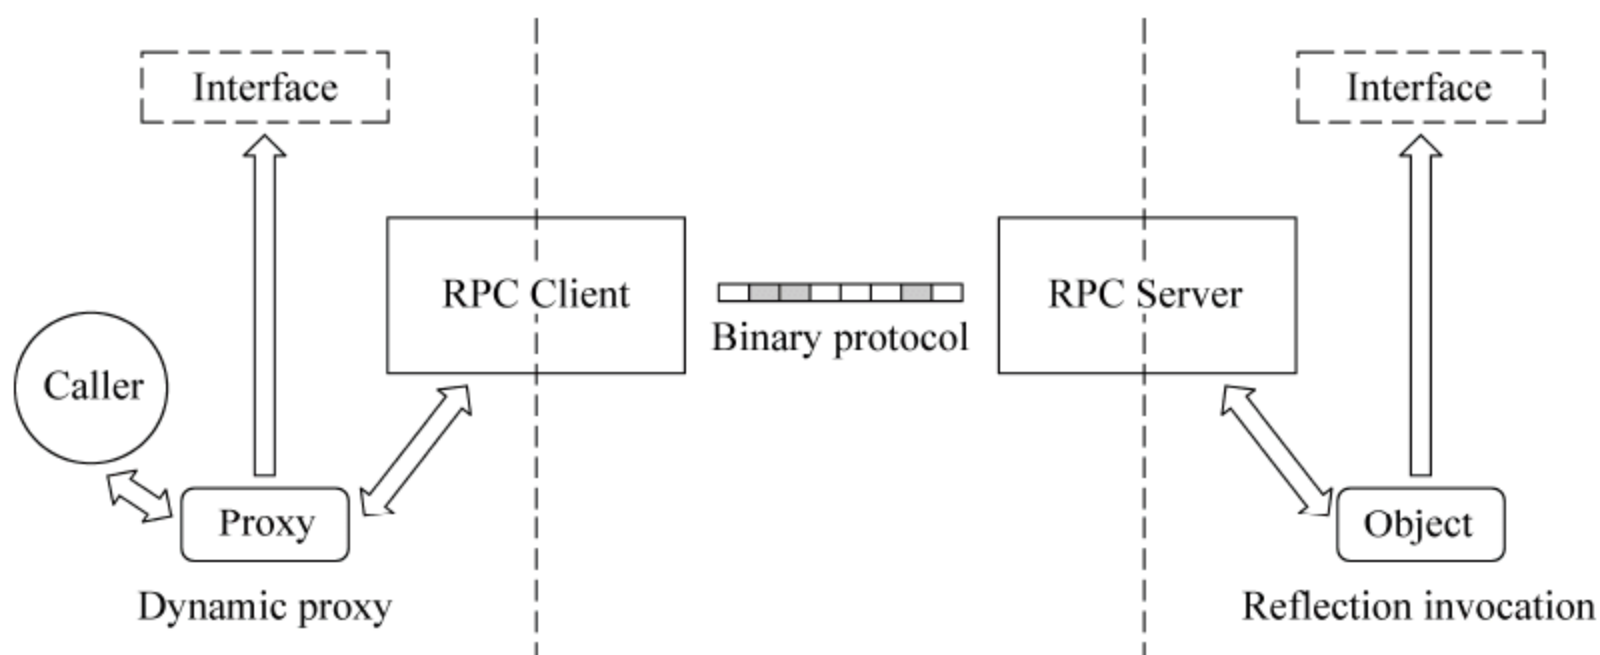 Interface
Interface
RPC Client
RPC Server
Binary protocol
Caller
Proxy
Object
Dynamic proxy
Reflection invocation